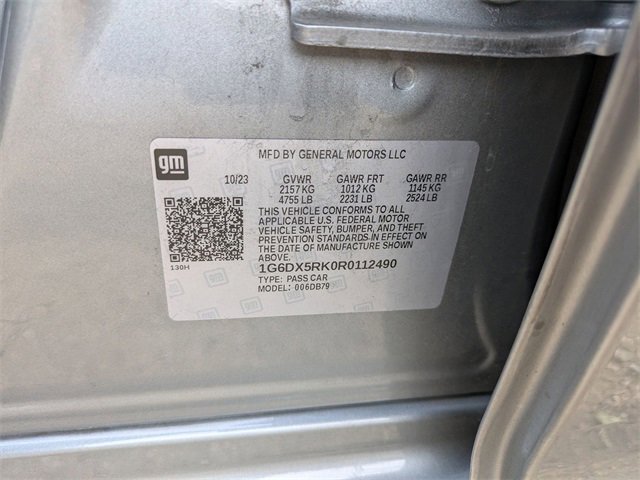 gm
MFD BY GENERAL MOTORS LLC
10/23 GVWR GAWR FRT GAWR RR
2157 KG 1012 KG 1145 KG
4755 LB 2231 LB 2524 LB
THIS VEHICLE CONFORMS TO ALL
APPLICABLE U.S. FEDERAL MOTOR
VEHICLE SAFETY, BUMPER, AND THEFT
PREVENTION STANDARDS IN EFFECT ON
THE DATE OF MANUFACTURE SHOWN
ABOVE.
130H
1G6DX5RK0R0112490
TYPE: PASS CAR
MODEL: 006DB79